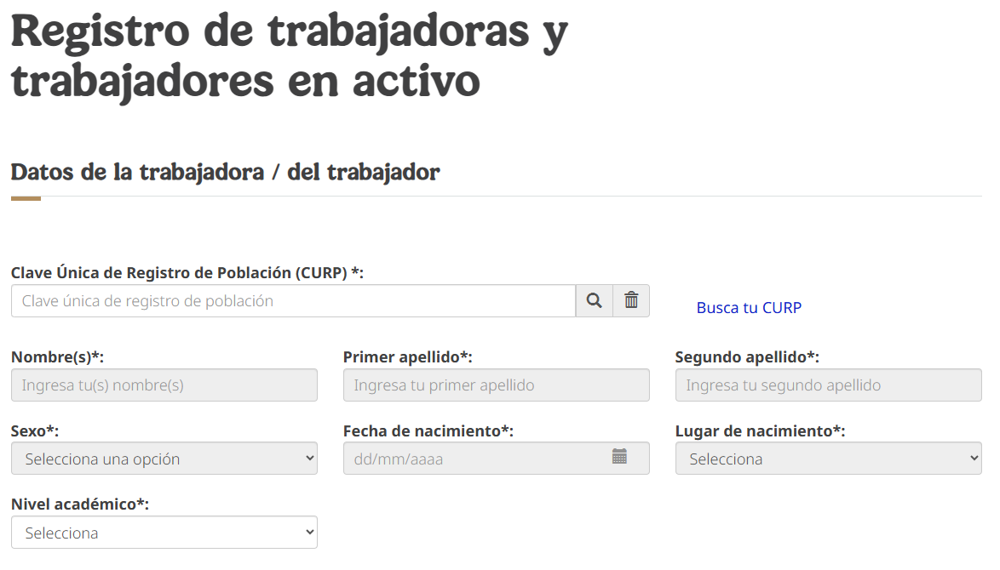 Registro de trabajadoras y
trabajadores en activo
Datos de la trabajadora / del trabajador
Clave Única de Registro de Población (CURP) *:
Clave única de registro de población
Busca tu CURP
Nombre(s)*: Primer apellido*: Segundo apellido*:
Ingresa tu(s) nombre(s) Ingresa tu primer apellido Ingresa tu segundo apellido
Sexo*: Fecha de nacimiento*: Lugar de nacimiento*:
Selecciona una opción dd/mm/aaaa Selecciona
Nivel académico*:
Selecciona